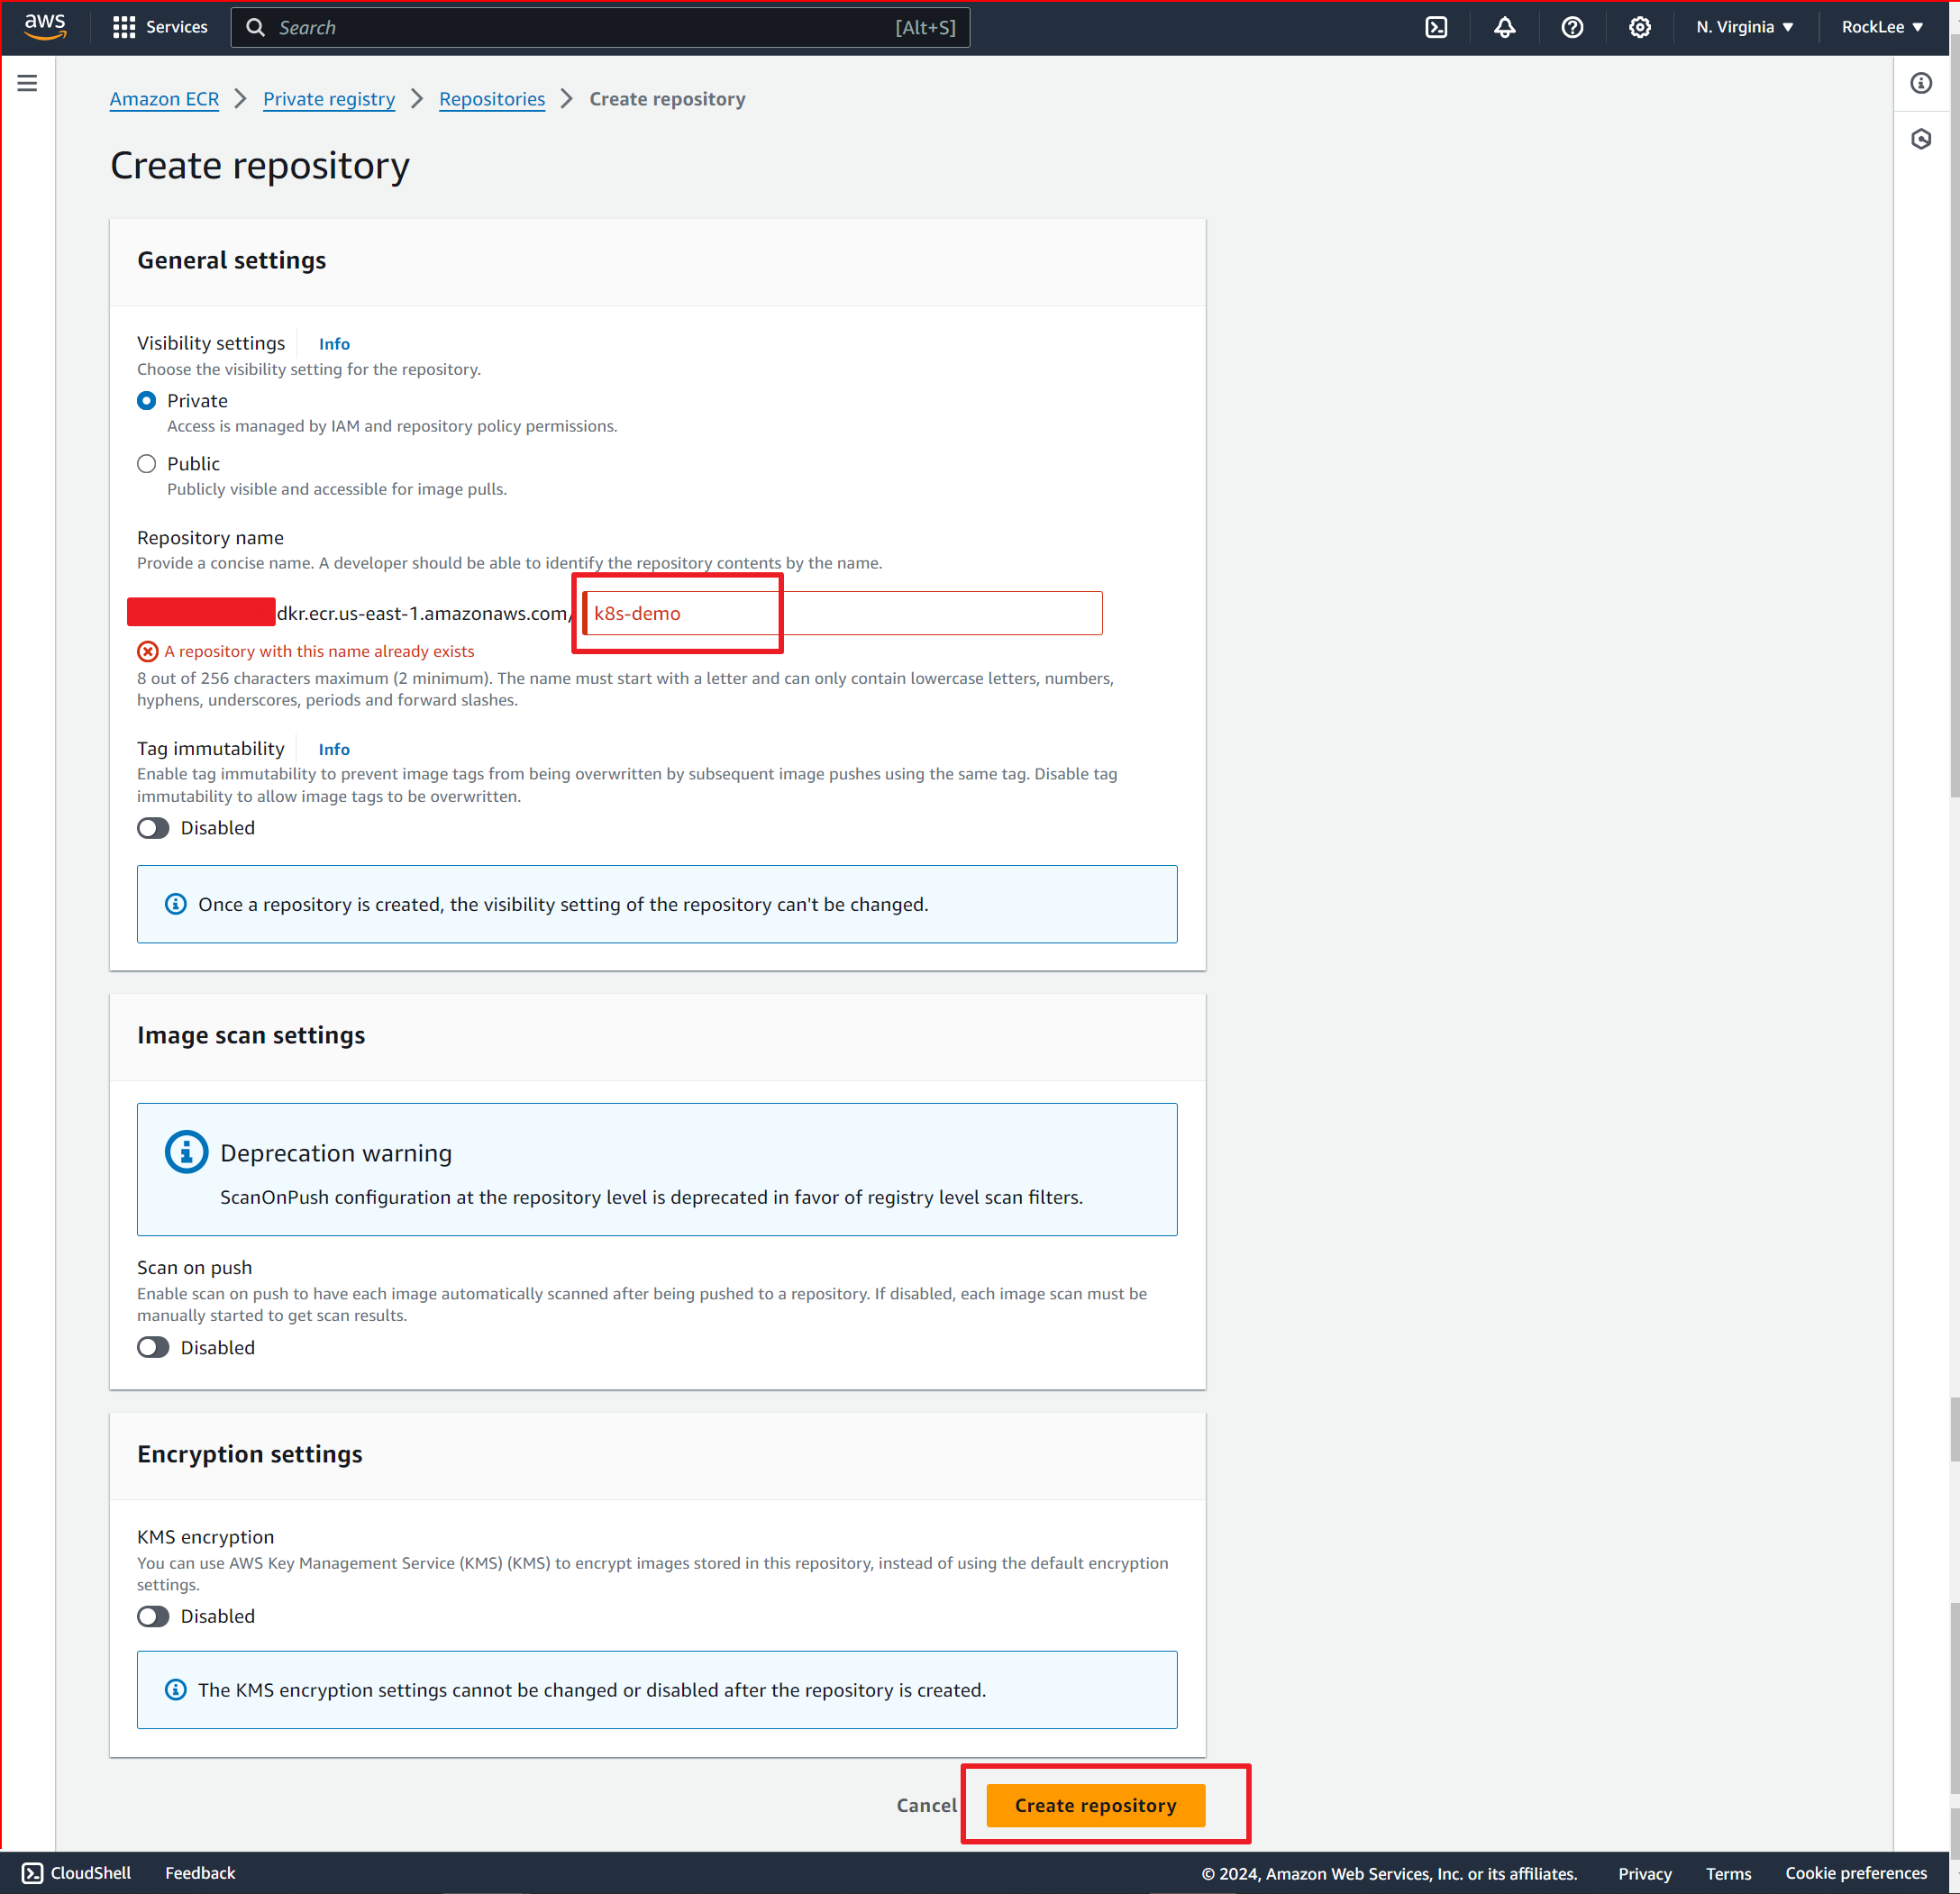 aws Services Search [Alt+S] N. Virginia ▼ RockLee ▼
Amazon ECR > Private registry > Repositories > Create repository
Create repository
General settings
Visibility settings Info
Choose the visibility setting for the repository.
Private
Access is managed by IAM and repository policy permissions.
Public
Publicly visible and accessible for image pulls.
Repository name
Provide a concise name. A developer should be able to identify the repository contents by the name.
dkr.ecr.us-east-1.amazonaws.com/ k8s-demo
A repository with this name already exists
8 out of 256 characters maximum (2 minimum). The name must start with a letter and can only contain lowercase letters, numbers,
hyphens, underscores, periods and forward slashes.
Tag immutability Info
Enable tag immutability to prevent image tags from being overwritten by subsequent image pushes using the same tag. Disable tag
immutability to allow image tags to be overwritten.
Disabled
Once a repository is created, the visibility setting of the repository can't be changed.
Image scan settings
Deprecation warning
ScanOnPush configuration at the repository level is deprecated in favor of registry level scan filters.
Scan on push
Enable scan on push to have each image automatically scanned after being pushed to a repository. If disabled, each image scan must be
manually started to get scan results.
Disabled
Encryption settings
KMS encryption
You can use AWS Key Management Service (KMS) (KMS) to encrypt images stored in this repository, instead of using the default encryption
settings.
Disabled
The KMS encryption settings cannot be changed or disabled after the repository is created.
Cancel Create repository
CloudShell Feedback © 2024, Amazon Web Services, Inc. or its affiliates. Privacy Terms Cookie preferences